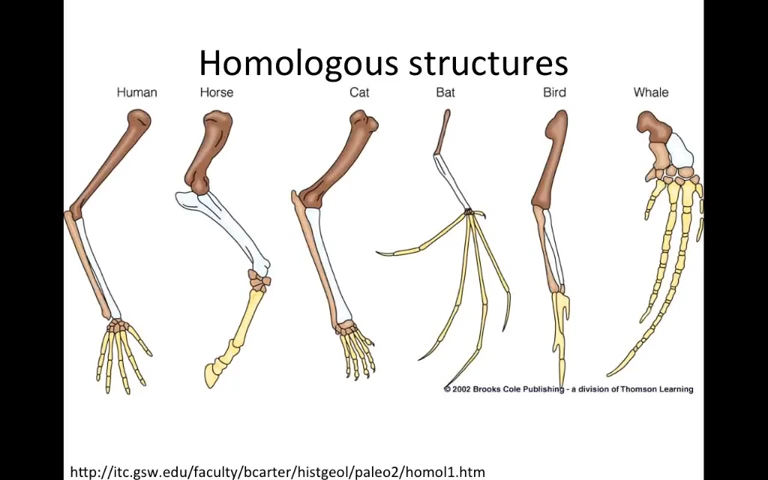 Homologous structures
Human Horse Cat Bat Bird Whale
© 2002 Brooks Cole Publishing - a division of Thomson Learning
http://itc.gsw.edu/faculty/bcarter/histgeol/paleo2/homol1.htm